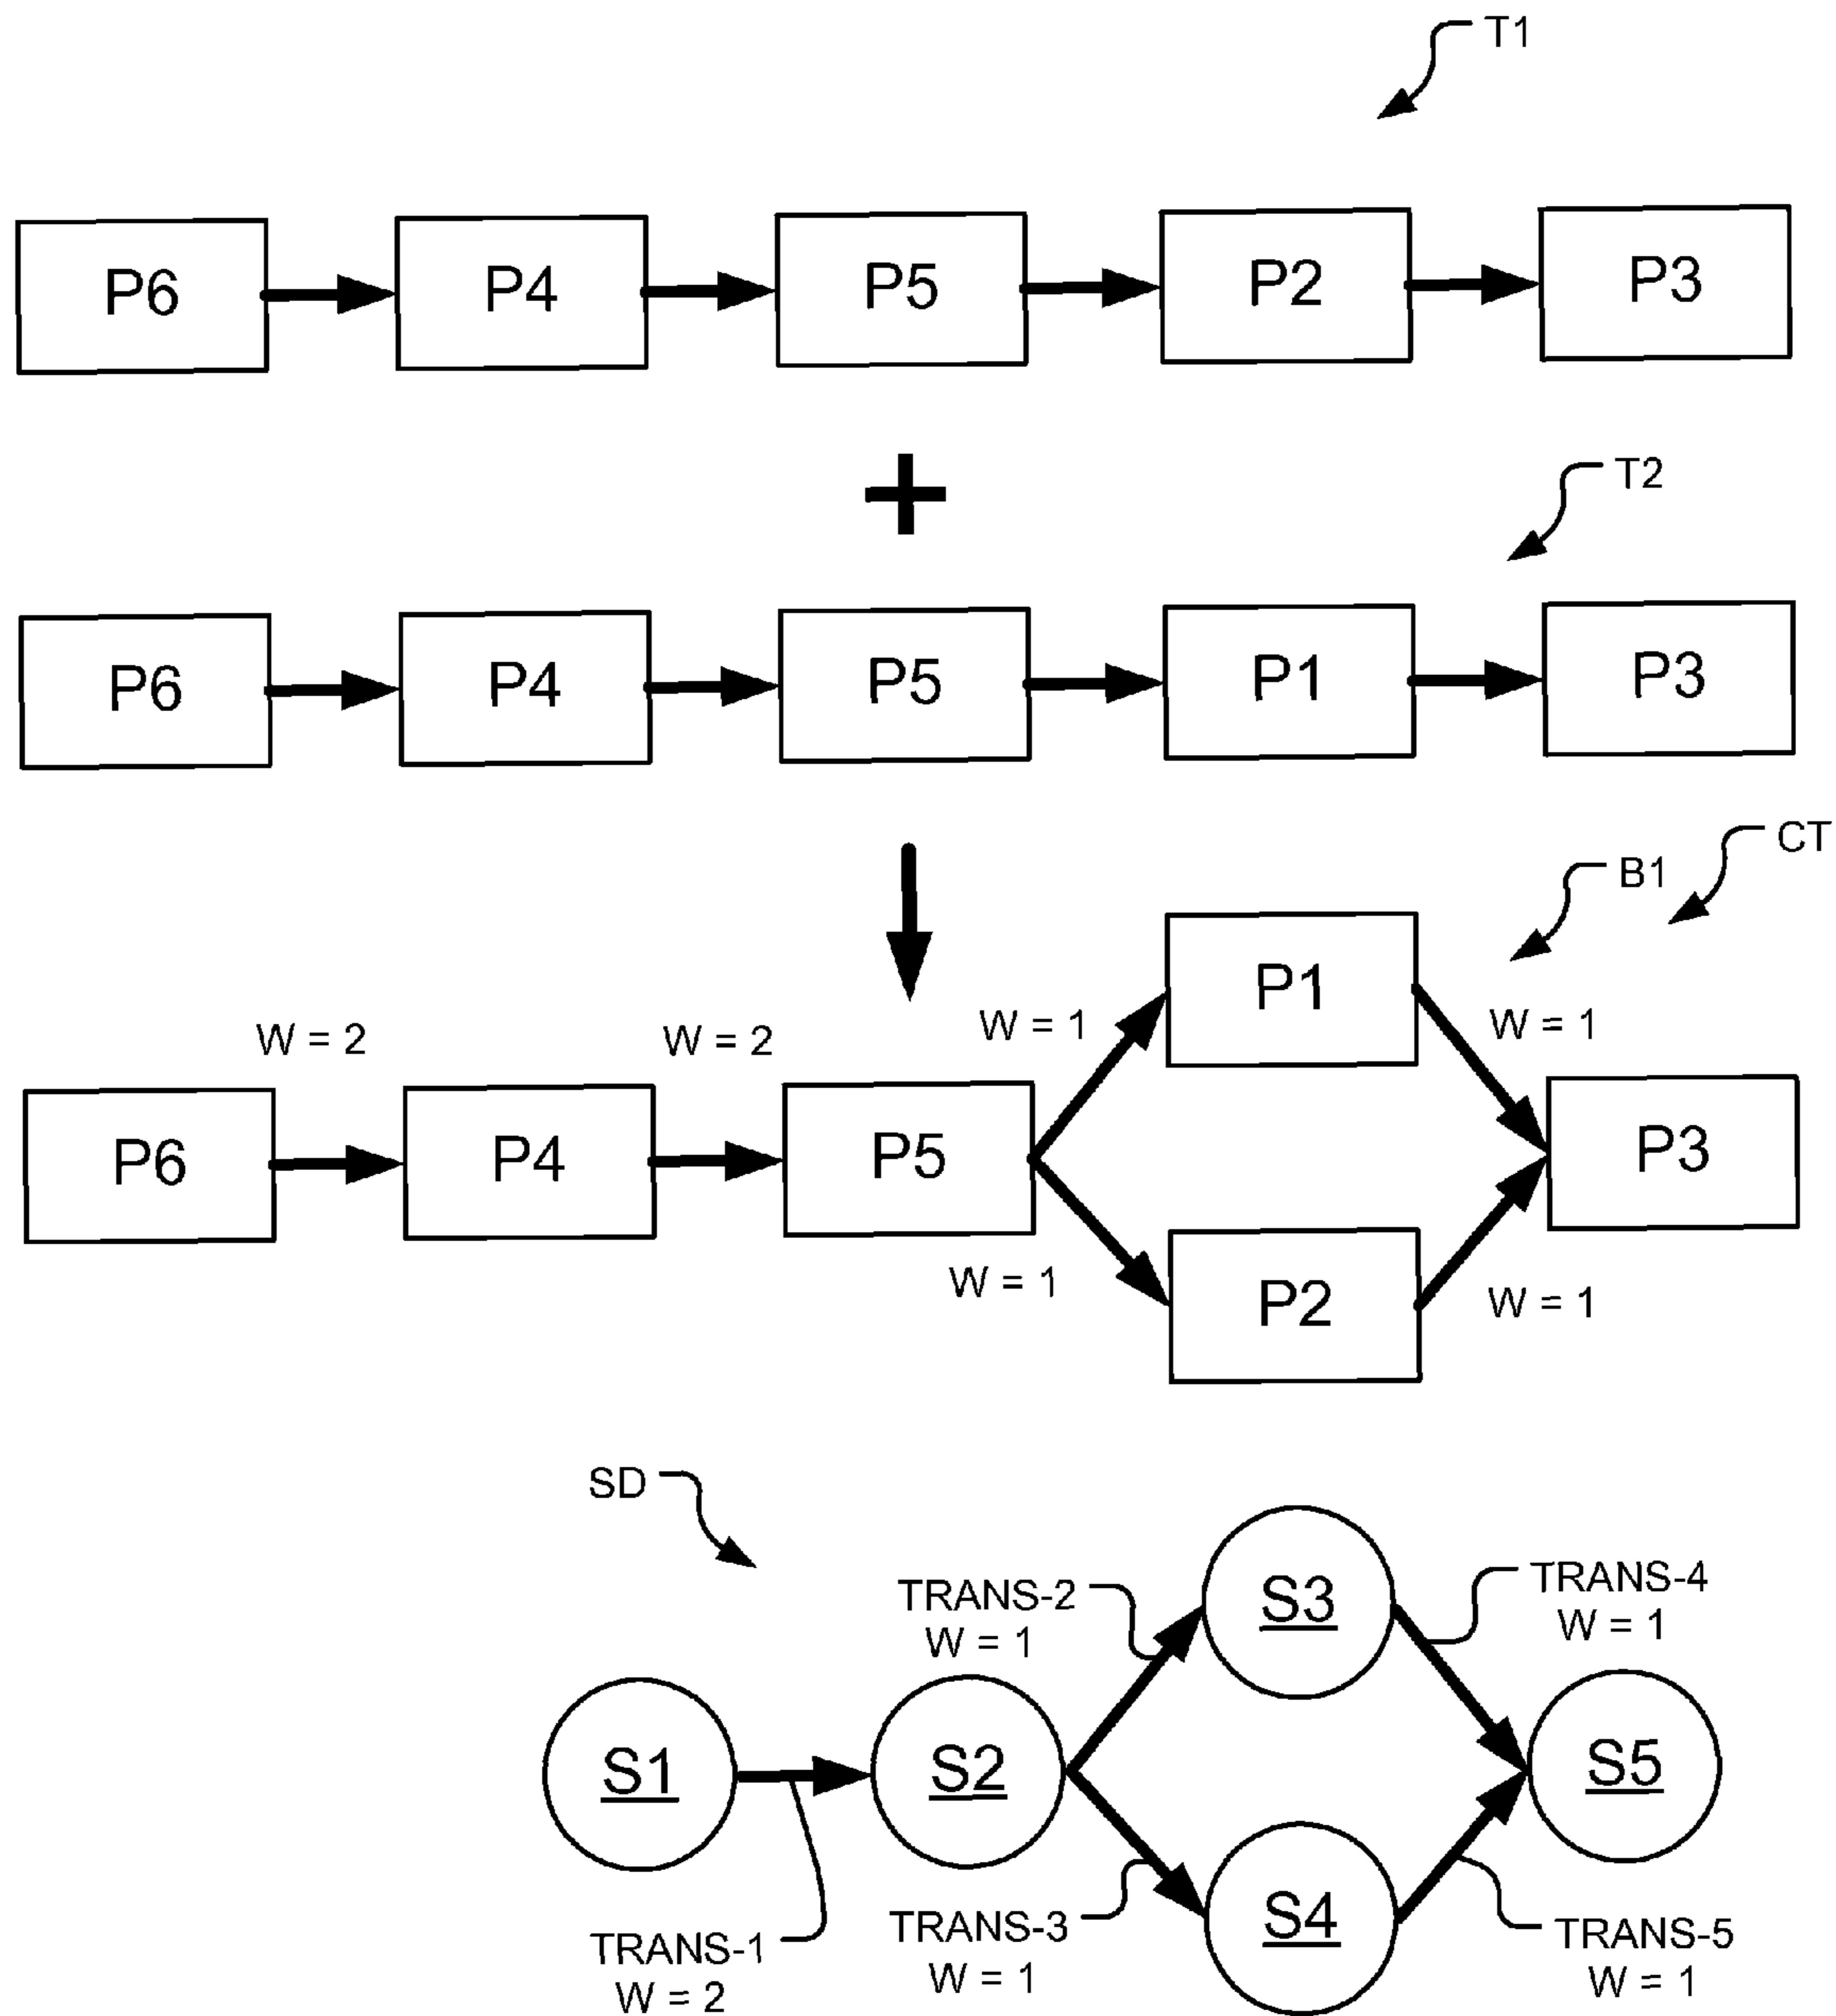 T1
P6
P4
P5
P2
P3
+
T2
P6
P4
P5
P1
P3
CT
B1
P1
W = 2
W = 2
W = 1
W = 1
P6
P4
P5
P3
W = 1
P2
W = 1
SD
S3
TRANS-2
W = 1
TRANS-4
W = 1
S1
S2
S5
S4
TRANS-1
W = 2
TRANS-3
W = 1
TRANS-5
W = 1